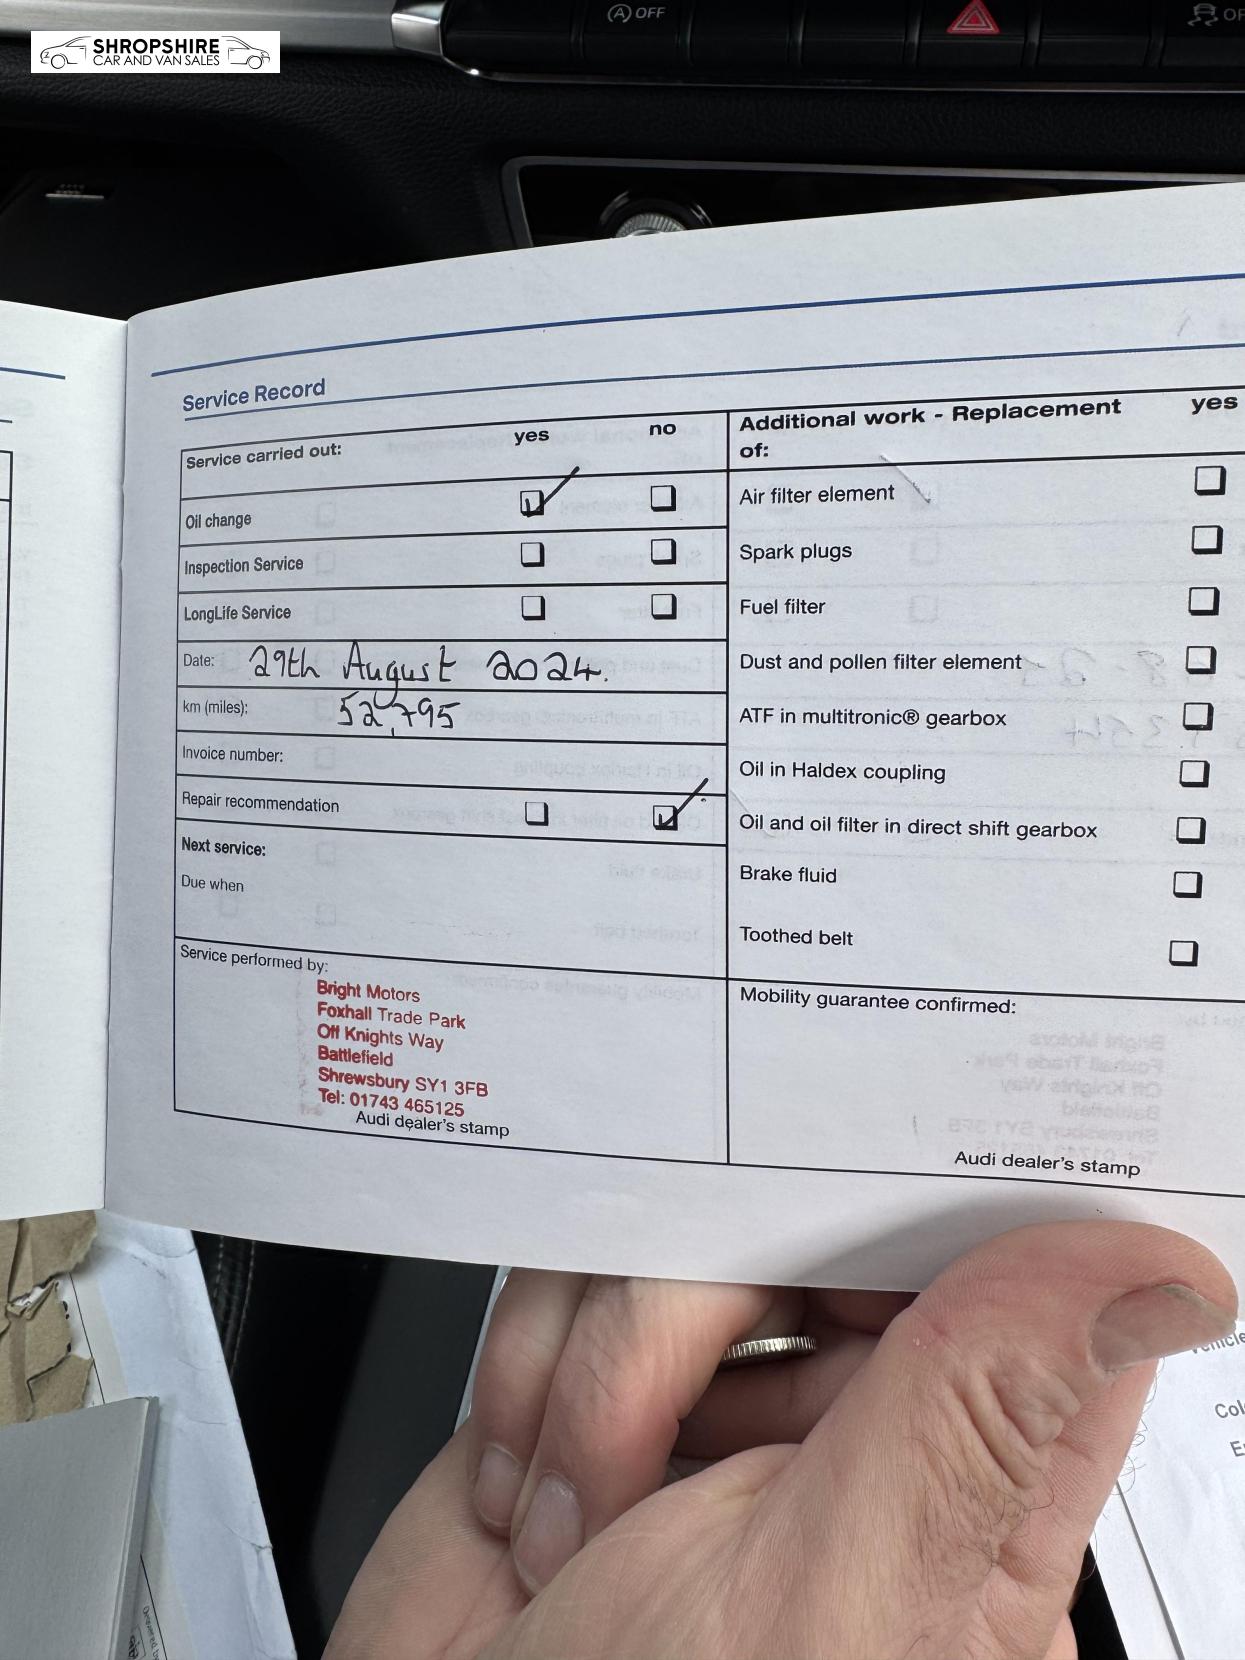 SHROPSHIRE
CAR AND VAN SALES
A OFF
Service Record
Service carried out: yes no
Oil change
Inspection Service
LongLife Service
Date: 29th August 2024.
km (miles): 52,795
Invoice number:
Repair recommendation
Next service:
Due when
Service performed by:
Bright Motors
Foxhall Trade Park
Off Knights Way
Battlefield
Shrewsbury SY1 3FB
Tel: 01743 465125
Audi dealer's stamp
Additional work - Replacement yes
of:
Air filter element
Spark plugs
Fuel filter
Dust and pollen filter element
ATF in multitronic® gearbox
Oil in Haldex coupling
Oil and oil filter in direct shift gearbox
Brake fluid
Toothed belt
Mobility guarantee confirmed:
Audi dealer's stamp